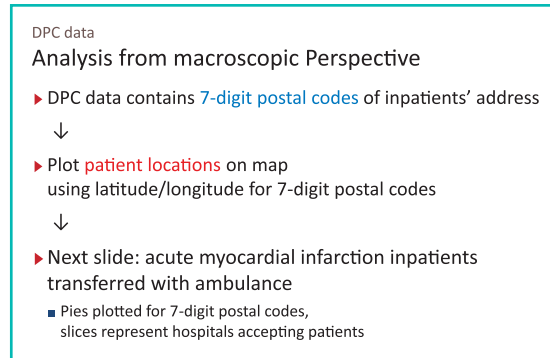 DPC data
Analysis from macroscopic Perspective
▶ DPC data contains 7-digit postal codes of inpatients' address
↓
▶ Plot patient locations on map
using latitude/longitude for 7-digit postal codes
↓
▶ Next slide: acute myocardial infarction inpatients
transferred with ambulance
■ Pies plotted for 7-digit postal codes,
slices represent hospitals accepting patients